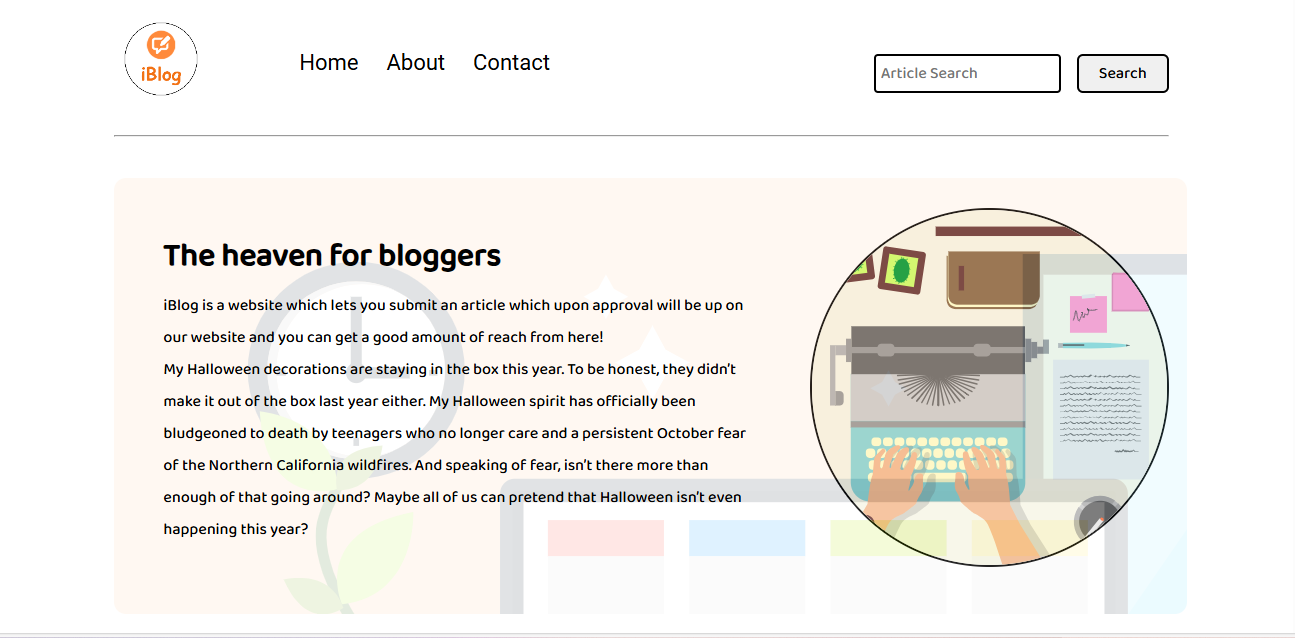 iBlog
Home About Contact
Article Search
Search
The heaven for bloggers
iBlog is a website which lets you submit an article which upon approval will be up on
our website and you can get a good amount of reach from here!
My Halloween decorations are staying in the box this year. To be honest, they didn't
make it out of the box last year either. My Halloween spirit has officially been
bludgeoned to death by teenagers who no longer care and a persistent October fear
of the Northern California wildfires. And speaking of fear, isn't there more than
enough of that going around? Maybe all of us can pretend that Halloween isn't even
happening this year?